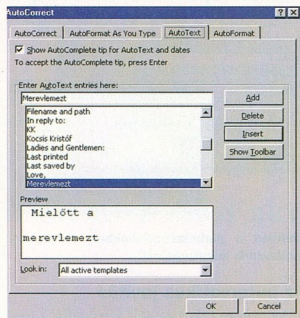 AutoCorrect
AutoCorrect AutoFormat As You Type AutoText AutoFormat
Show AutoComplete tip for AutoText and dates
To accept the AutoComplete tip, press Enter
Enter AutoText entries here:
Merevlemezt
Add
Filename and path
In reply to:
KK
Kocsis Kristóf
Ladies and Gentlemen:
Last printed
Last saved by
Love,
Merevlemezt
Delete
Insert
Show Toolbar
Preview
Mielőtt a
merevlemezt
Look in: All active templates
OK Cancel